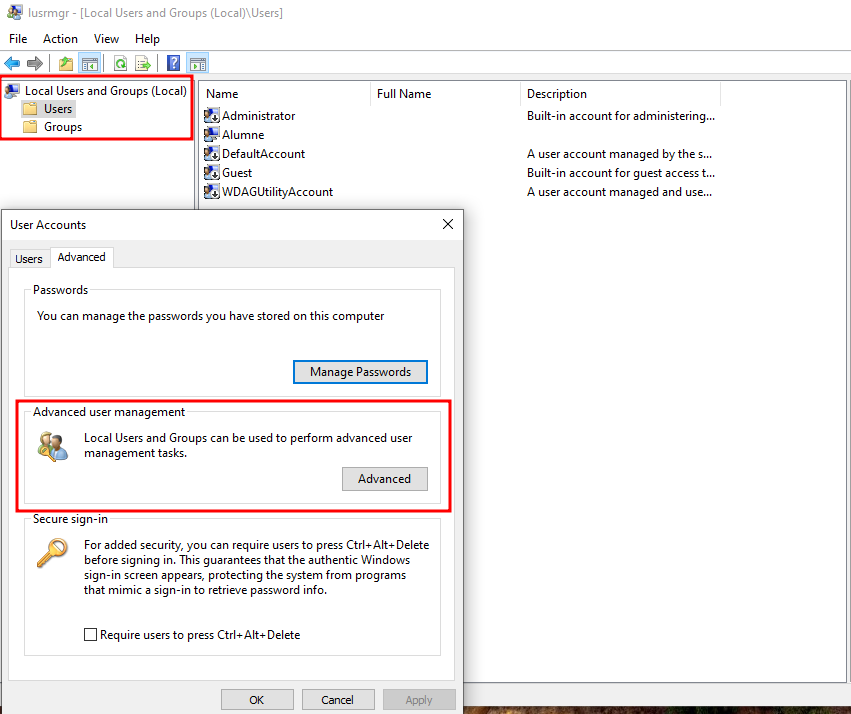 lusrmgr - [Local Users and Groups (Local)\Users]
File Action View Help
Local Users and Groups (Local)
Users
Groups
Name Full Name Description
Administrator Built-in account for administering...
Alumne
DefaultAccount A user account managed by the s...
Guest Built-in account for guest access t...
WDAGUtilityAccount A user account managed and use...
User Accounts
Users Advanced
Passwords
You can manage the passwords you have stored on this computer
Manage Passwords
Advanced user management
Local Users and Groups can be used to perform advanced user
management tasks.
Advanced
Secure sign-in
For added security, you can require users to press Ctrl+Alt+Delete
before signing in. This guarantees that the authentic Windows
sign-in screen appears, protecting the system from programs
that mimic a sign-in to retrieve password info.
Require users to press Ctrl+Alt+Delete
OK Cancel Apply